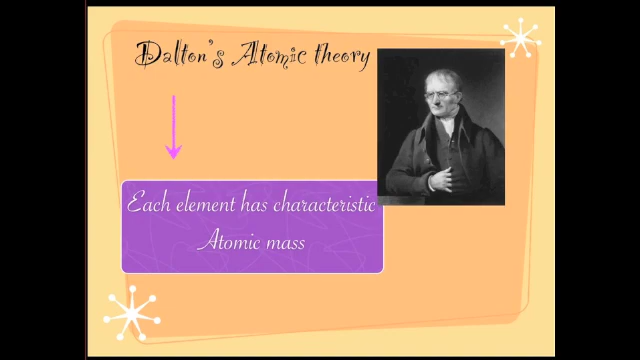 Dalton's Atomic theory
Each element has characteristic
Atomic mass